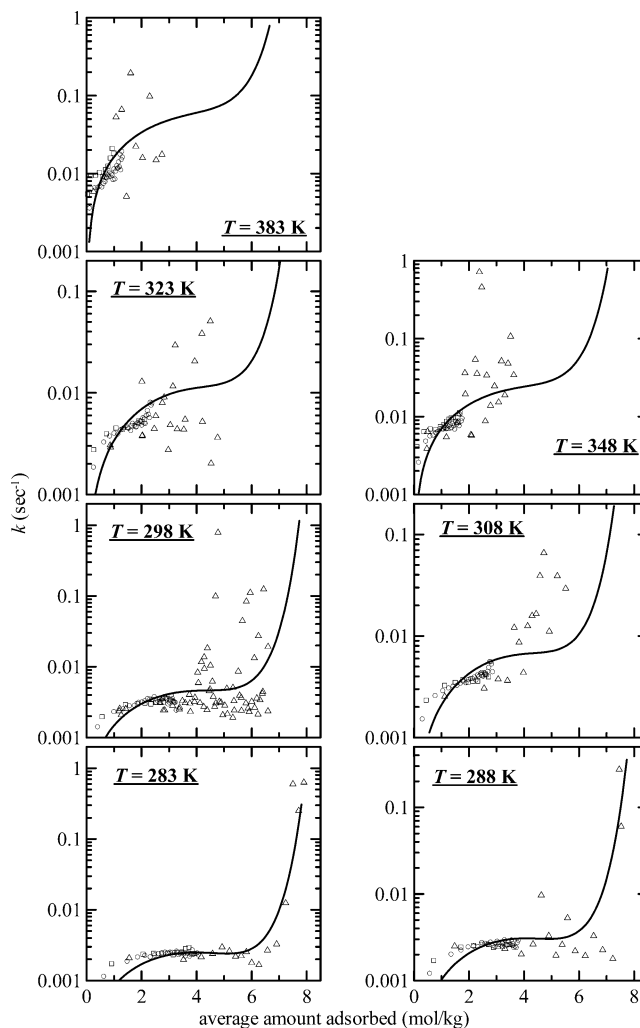 1
0.1
0.01
0.001
T = 383 K
0.1
0.01
0.001
T = 323 K
1
0.1
0.01
0.001
T = 348 K
k (sec⁻¹)
1
0.1
0.01
0.001
T = 298 K
0.1
0.01
0.001
T = 308 K
1
0.1
0.01
0.001
T = 283 K
0 2 4 6 8
0.1
0.01
0.001
T = 288 K
0 2 4 6 8
average amount adsorbed (mol/kg)